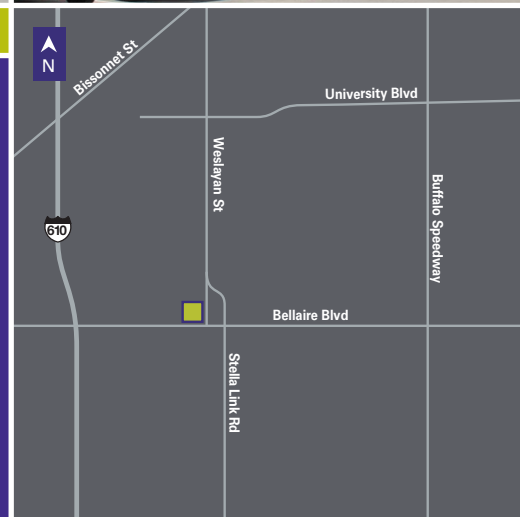 N
Bissonnet St
University Blvd
Weslayan St
Buffalo Speedway
610
Bellaire Blvd
Stella Link Rd